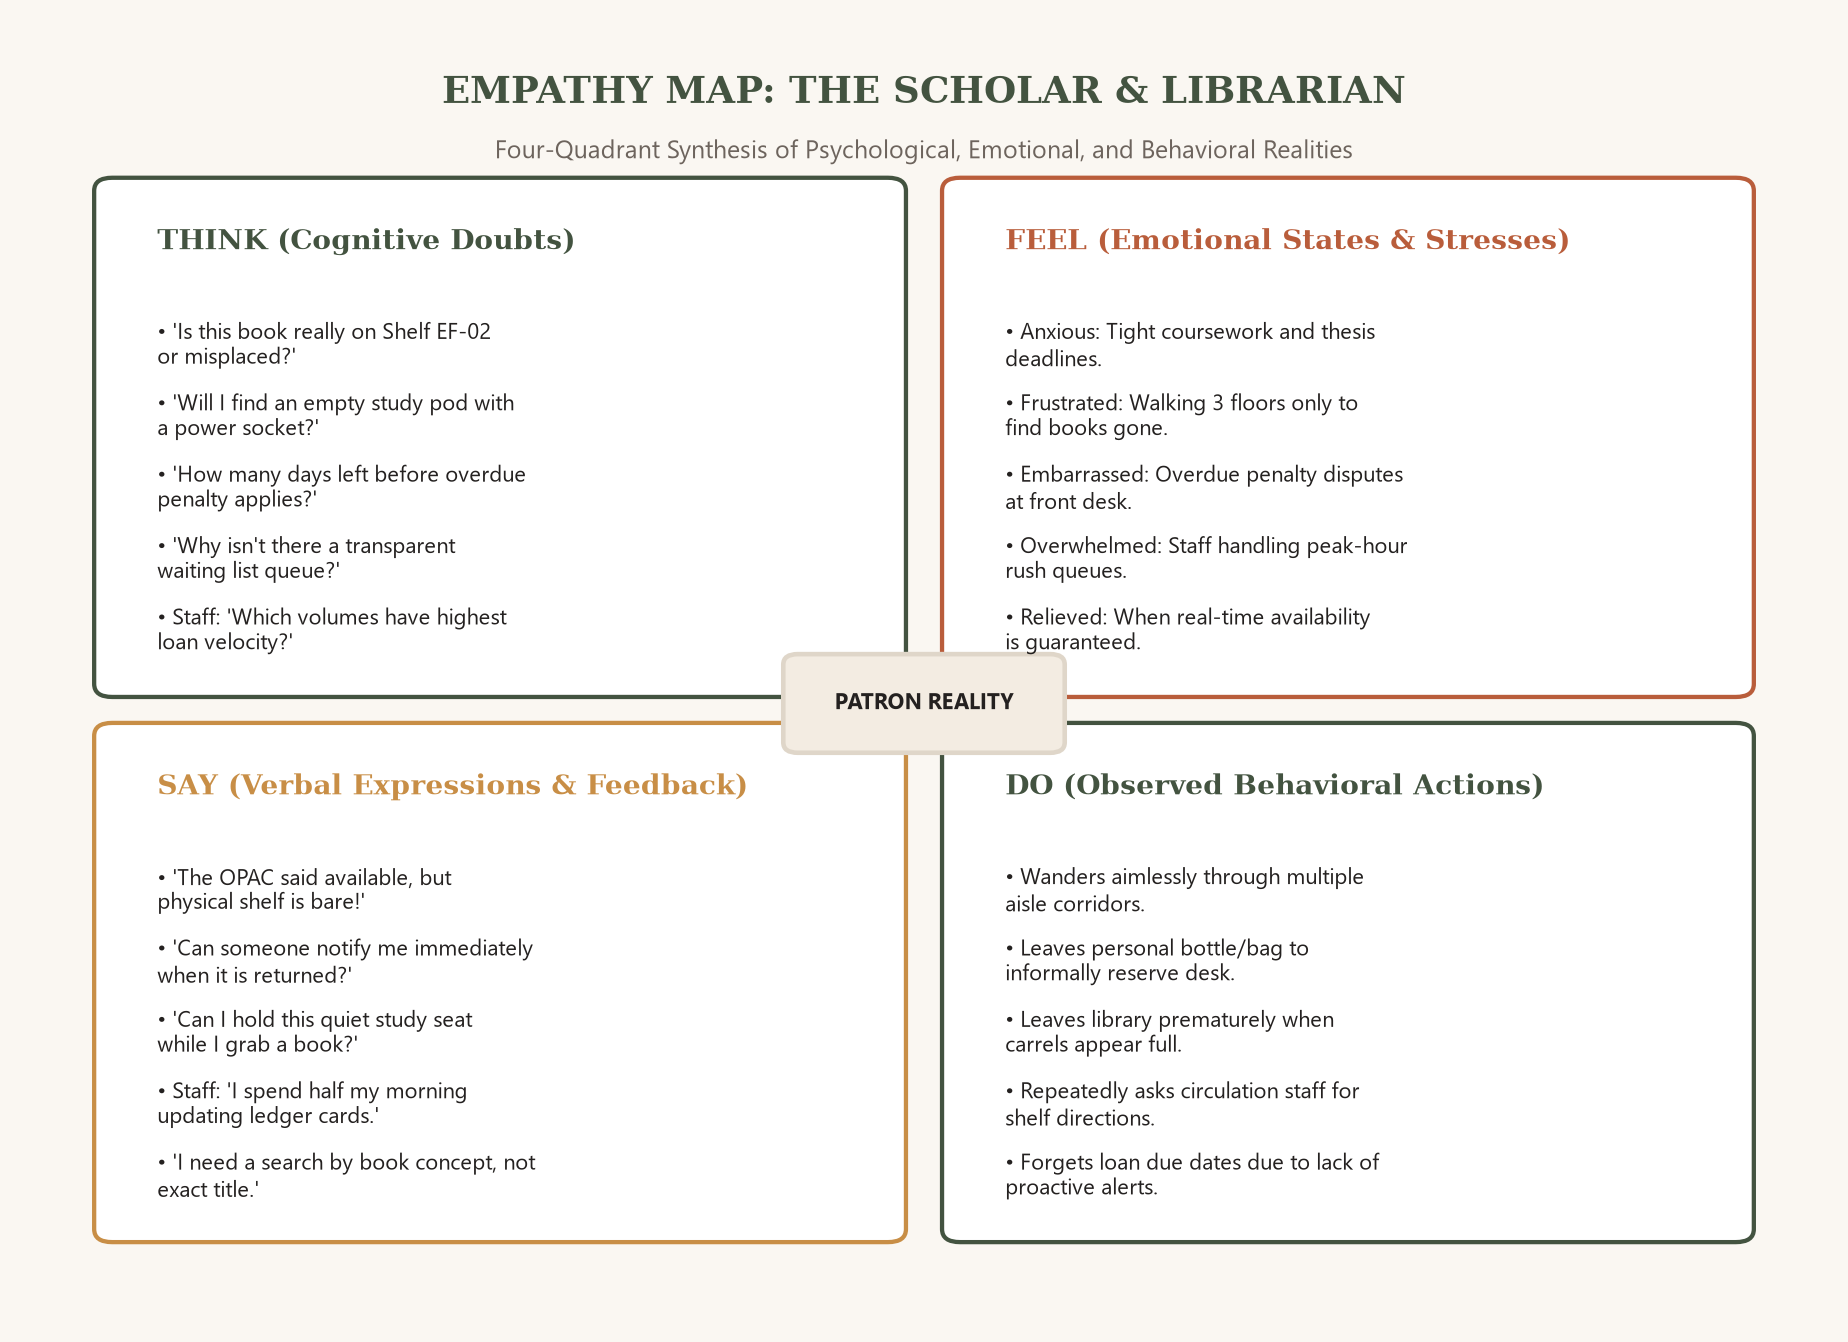 EMPATHY MAP: THE SCHOLAR & LIBRARIAN
Four-Quadrant Synthesis of Psychological, Emotional, and Behavioral Realities
THINK (Cognitive Doubts)
• 'Is this book really on Shelf EF-02
or misplaced?'
• 'Will I find an empty study pod with
a power socket?'
• 'How many days left before overdue
penalty applies?'
• 'Why isn't there a transparent
waiting list queue?'
• Staff: 'Which volumes have highest
loan velocity?'
FEEL (Emotional States & Stresses)
• Anxious: Tight coursework and thesis
deadlines.
• Frustrated: Walking 3 floors only to
find books gone.
• Embarrassed: Overdue penalty disputes
at front desk.
• Overwhelmed: Staff handling peak-hour
rush queues.
• Relieved: When real-time availability
is guaranteed.
PATRON REALITY
SAY (Verbal Expressions & Feedback)
• 'The OPAC said available, but
physical shelf is bare!'
• 'Can someone notify me immediately
when it is returned?'
• 'Can I hold this quiet study seat
while I grab a book?'
• Staff: 'I spend half my morning
updating ledger cards.'
• 'I need a search by book concept, not
exact title.'
DO (Observed Behavioral Actions)
• Wanders aimlessly through multiple
aisle corridors.
• Leaves personal bottle/bag to
informally reserve desk.
• Leaves library prematurely when
carrels appear full.
• Repeatedly asks circulation staff for
shelf directions.
• Forgets loan due dates due to lack of
proactive alerts.